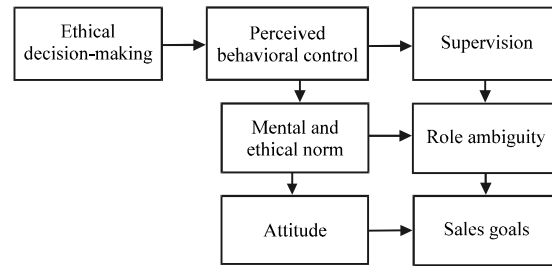 Ethical
decision-making
Perceived
behavioral control
Supervision
Mental and
ethical norm
Role ambiguity
Attitude
Sales goals